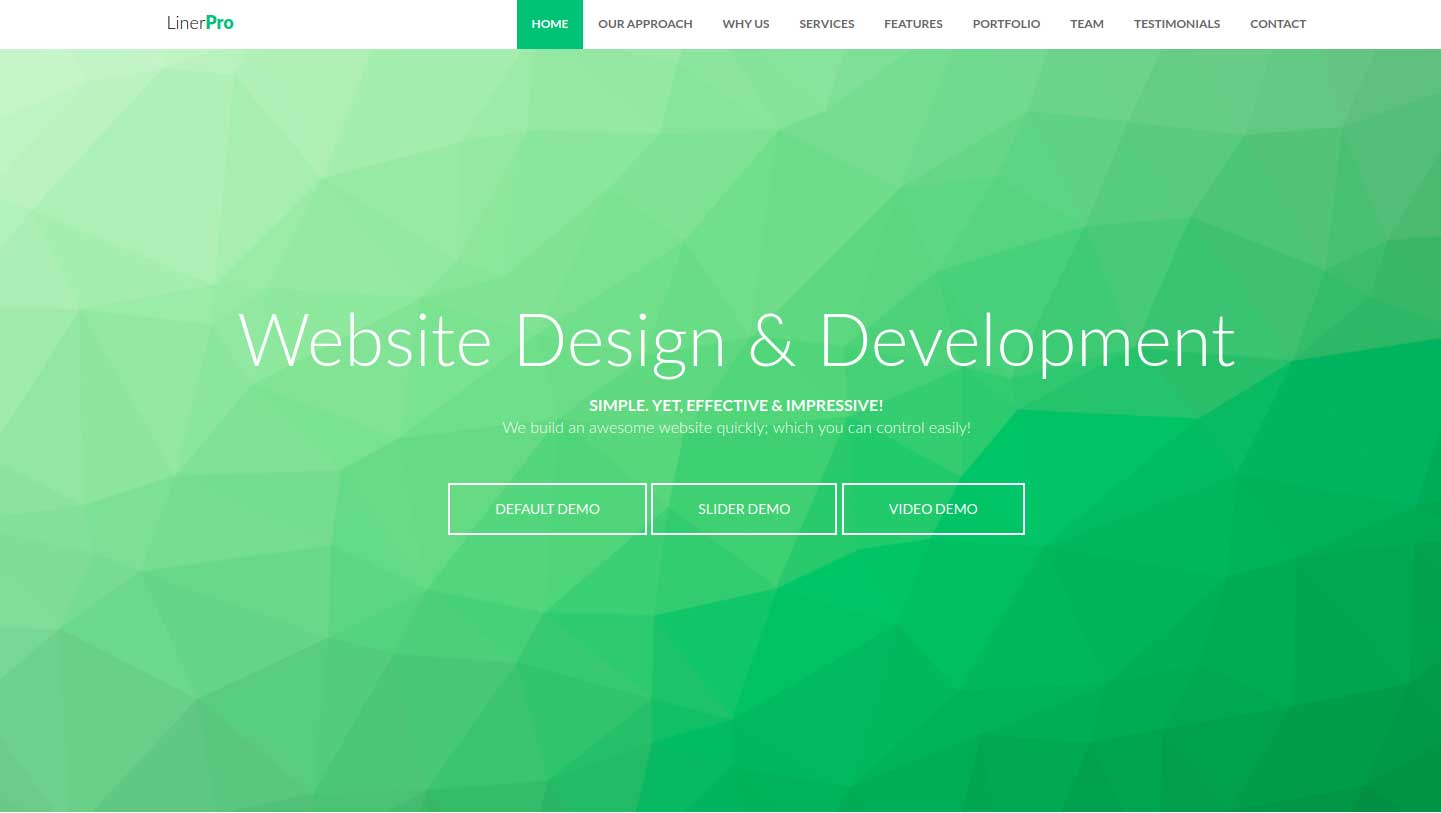 LinerPro
HOME OUR APPROACH WHY US SERVICES FEATURES PORTFOLIO TEAM TESTIMONIALS CONTACT
Website Design & Development
SIMPLE. YET, EFFECTIVE & IMPRESSIVE!
We build an awesome website quickly; which you can control easily!
DEFAULT DEMO SLIDER DEMO VIDEO DEMO